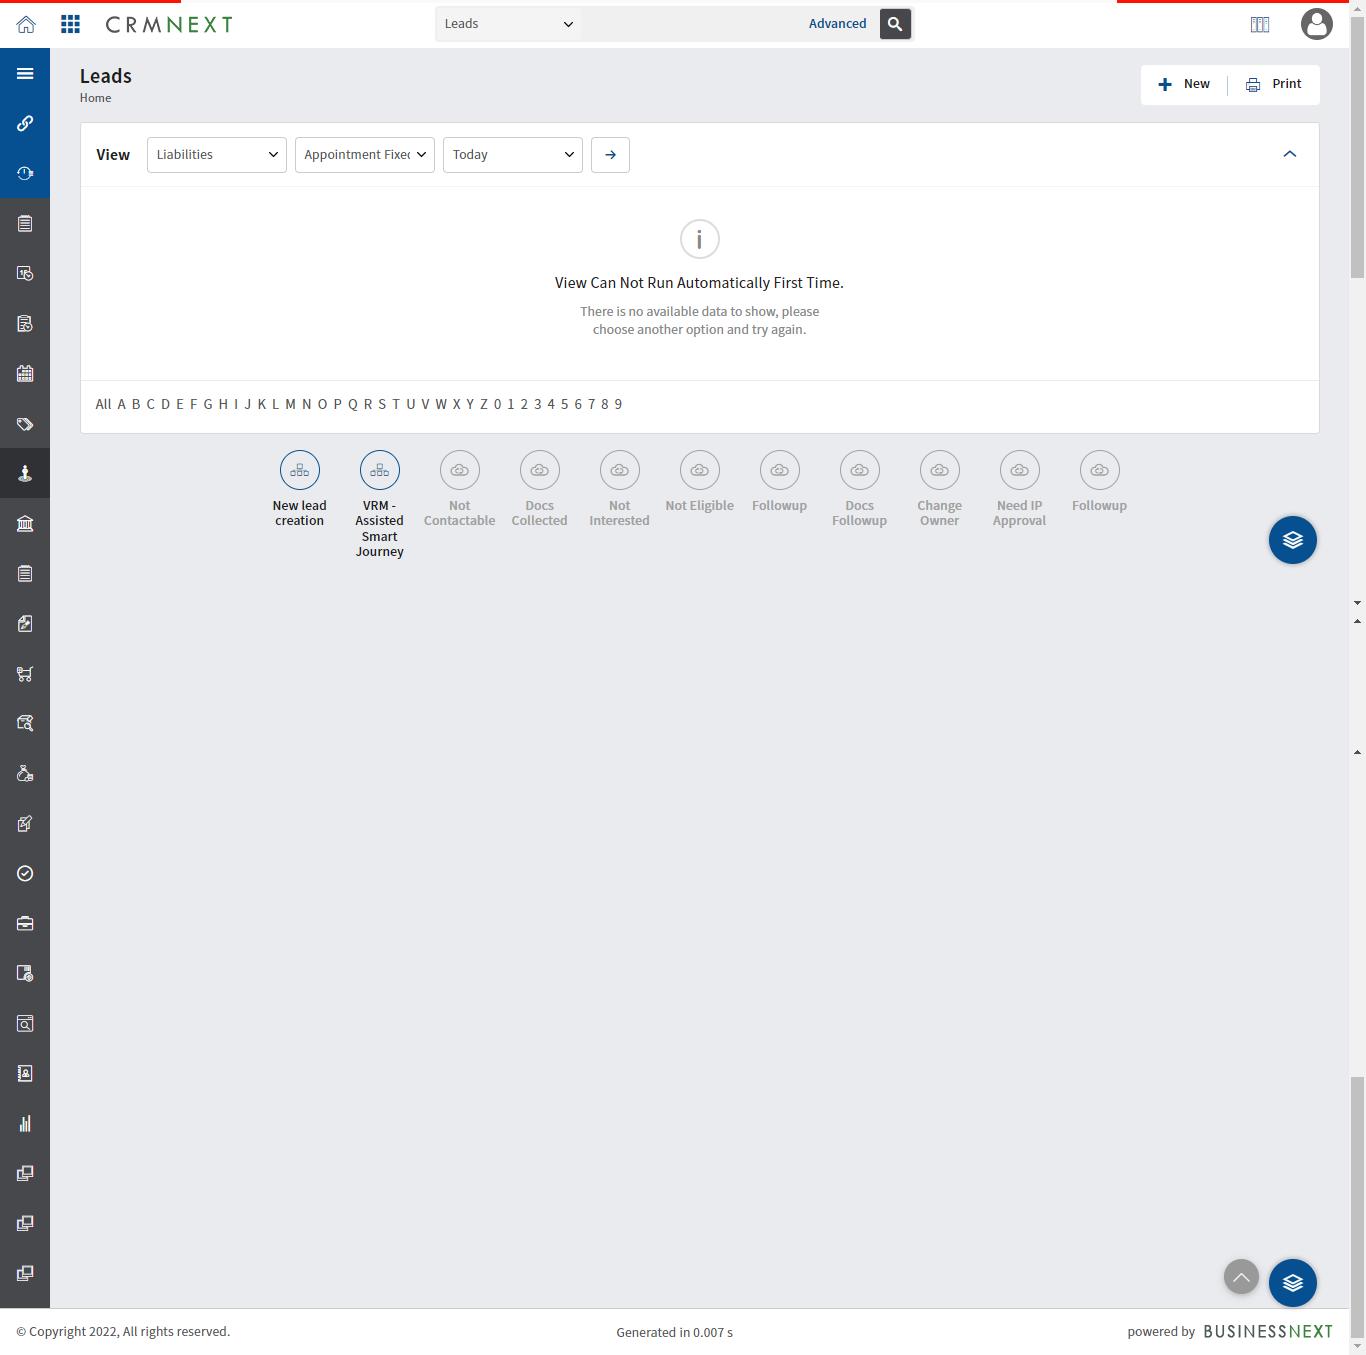 CRMNEXT
Leads
Advanced
Leads
Home
New
Print
View
Liabilities
Appointment Fixed
Today
View Can Not Run Automatically First Time.
There is no available data to show, please
choose another option and try again.
All A B C D E F G H I J K L M N O P Q R S T U V W X Y Z 0 1 2 3 4 5 6 7 8 9
New lead
creation
VRM -
Assisted
Smart
Journey
Not
Contactable
Docs
Collected
Not
Interested
Not Eligible
Followup
Docs
Followup
Change
Owner
Need IP
Approval
Followup
© Copyright 2022, All rights reserved.
Generated in 0.007 s
powered by BUSINESSNEXT